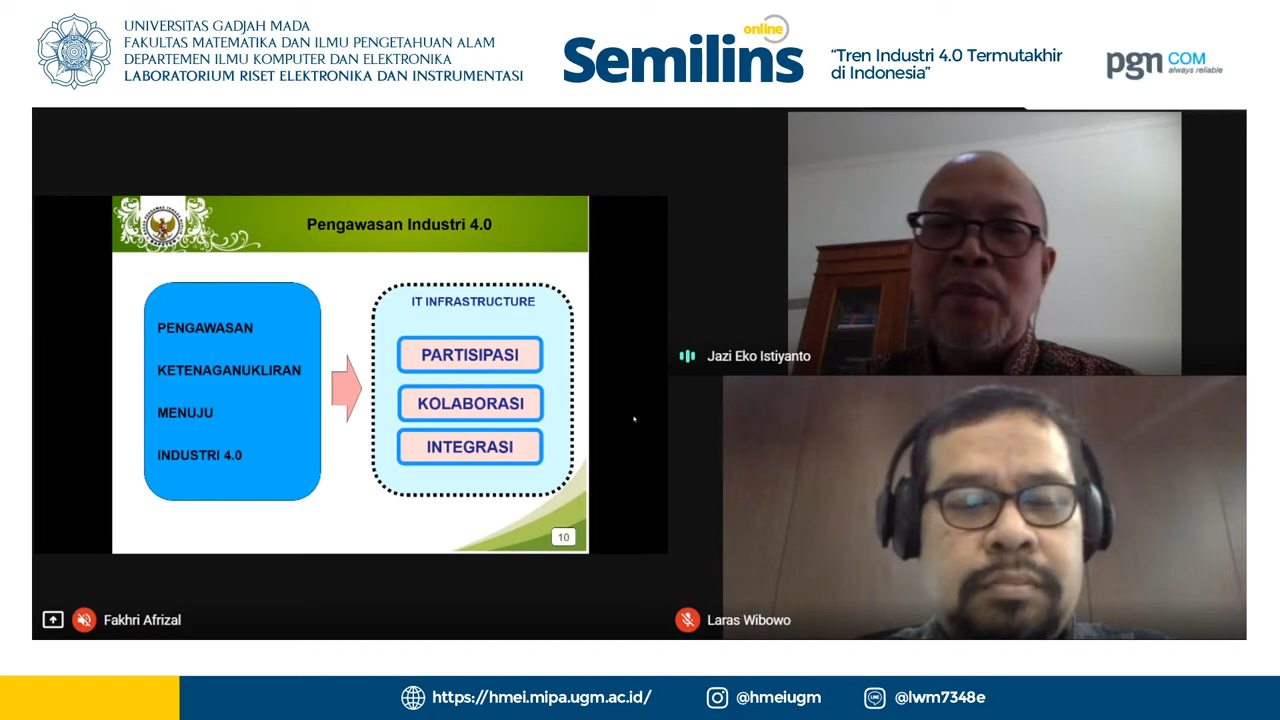 UNIVERSITAS GADJAH MADA
FAKULTAS MATEMATIKA DAN ILMU PENGETAHUAN ALAM
DEPARTEMEN ILMU KOMPUTER DAN ELEKTRONIKA
LABORATORIUM RISET ELEKTRONIKA DAN INSTRUMENTASI
online
Semilins
“Tren Industri 4.0 Termutakhir
di Indonesia”
pgn COM
always reliable
Pengawasan Industri 4.0
PENGAWASAN
KETENAGANUKLIRAN
MENUJU
INDUSTRI 4.0
IT INFRASTRUCTURE
PARTISIPASI
KOLABORASI
INTEGRASI
10
Jazi Eko Istiyanto
Fakhri Afrizal
Laras Wibowo
https://hmei.mipa.ugm.ac.id/
@hmeiugm
@lwm7348e